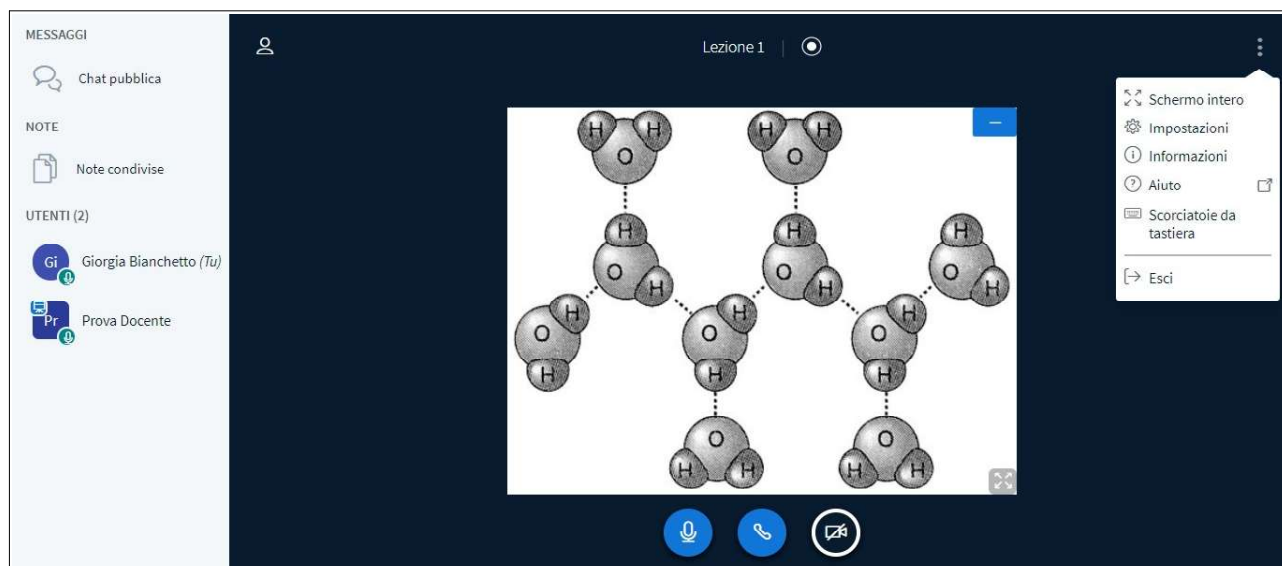 MESSAGGI
Chat pubblica
NOTE
Note condivise
UTENTI (2)
Gi Giorgia Bianchetto (Tu)
Pr Prova Docente
Lezione 1
Schermo intero
Impostazioni
Informazioni
Aiuto
Scorciatoie da
tastiera
Esci
H H H H
O O
H H H
O H O H O
H H H
O O O
H H H
O O
H H H H